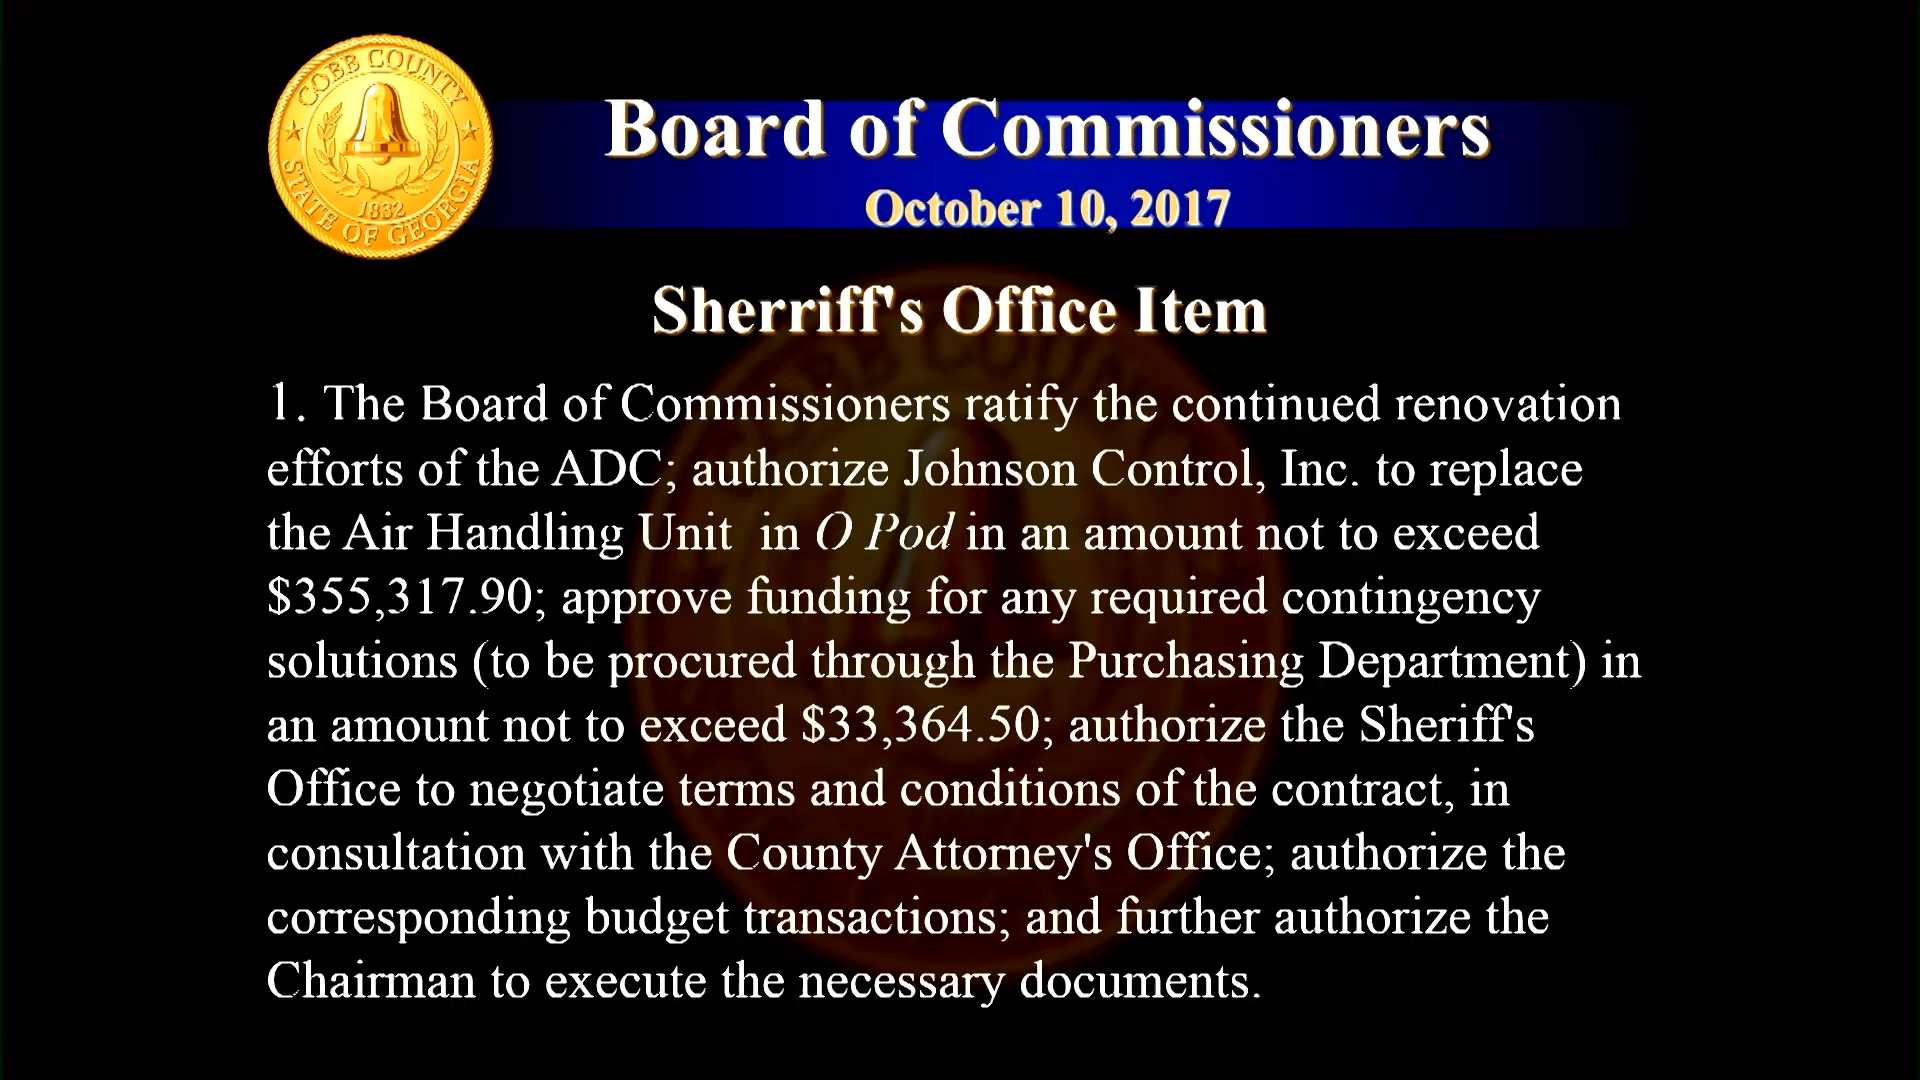 COBB COUNTY
STATE OF GEORGIA
1832
Board of Commissioners
October 10, 2017
Sherriff's Office Item
1. The Board of Commissioners ratify the continued renovation
efforts of the ADC; authorize Johnson Control, Inc. to replace
the Air Handling Unit  in O Pod in an amount not to exceed
$355,317.90; approve funding for any required contingency
solutions (to be procured through the Purchasing Department) in
an amount not to exceed $33,364.50; authorize the Sheriff's
Office to negotiate terms and conditions of the contract, in
consultation with the County Attorney's Office; authorize the
corresponding budget transactions; and further authorize the
Chairman to execute the necessary documents.